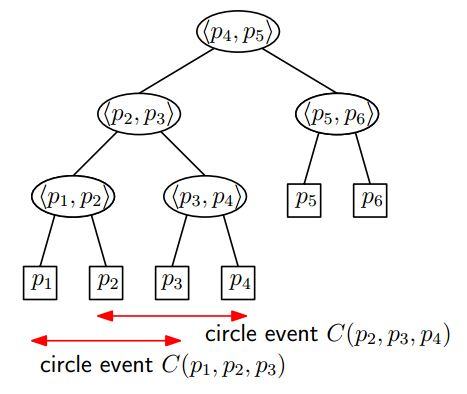 ⟨p₄, p₅⟩
⟨p₂, p₃⟩ ⟨p₅, p₆⟩
⟨p₁, p₂⟩ ⟨p₃, p₄⟩ p₅ p₆
p₁ p₂ p₃ p₄
circle event C(p₂, p₃, p₄)
circle event C(p₁, p₂, p₃)